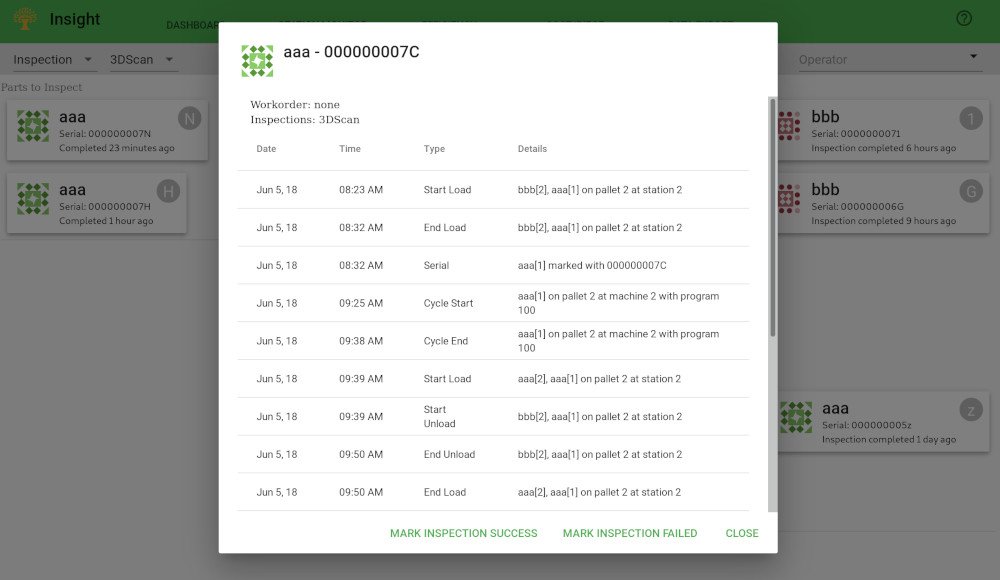 Insight
DASHBOAR
Inspection 3DScan Operator
Parts to Inspect
aaa N
Serial: 000000007N
Completed 23 minutes ago
aaa H
Serial: 000000007H
Completed 1 hour ago
aaa - 000000007C
Workorder: none
Inspections: 3DScan
Date Time Type Details
Jun 5, 18 08:23 AM Start Load bbb[2], aaa[1] on pallet 2 at station 2
Jun 5, 18 08:32 AM End Load bbb[2], aaa[1] on pallet 2 at station 2
Jun 5, 18 08:32 AM Serial aaa[1] marked with 000000007C
Jun 5, 18 09:25 AM Cycle Start aaa[1] on pallet 2 at machine 2 with program
100
Jun 5, 18 09:38 AM Cycle End aaa[1] on pallet 2 at machine 2 with program
100
Jun 5, 18 09:39 AM Start Load aaa[2], aaa[1] on pallet 2 at station 2
Jun 5, 18 09:39 AM Start
Unload bbb[2], aaa[1] on pallet 2 at station 2
Jun 5, 18 09:50 AM End Unload bbb[2], aaa[1] on pallet 2 at station 2
Jun 5, 18 09:50 AM End Load aaa[2], aaa[1] on pallet 2 at station 2
MARK INSPECTION SUCCESS MARK INSPECTION FAILED CLOSE
bbb 1
Serial: 000000071
Inspection completed 6 hours ago
bbb G
Serial: 000000006G
Inspection completed 9 hours ago
aaa z
Serial: 000000005z
Inspection completed 1 day ago